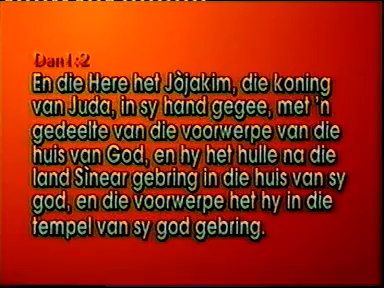 Dan 1:2
En die Here het Jòjakim, die koning
van Juda, in sy hand gegee, met 'n
gedeelte van die voorwerpe van die
huis van God, en hy het hulle na die
land Sìnear gebring in die huis van sy
god, en die voorwerpe het hy in die
tempel van sy god gebring.